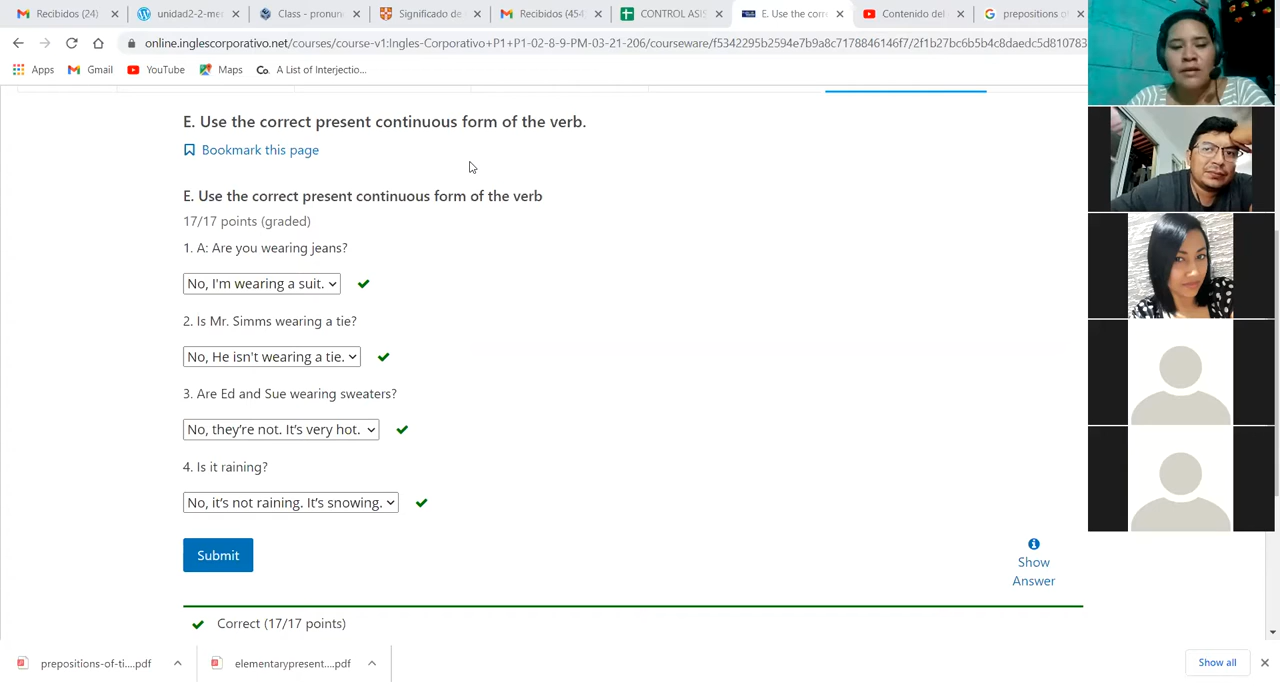 Recibidos (24)
unidad2-2-me
Class - pronun
Significado de
Recibidos (454
CONTROL ASIS
E. Use the corre
Contenido del
prepositions of
online.inglescorporativo.net/courses/course-v1:Ingles-Corporativo+P1+P1-02-8-9-PM-03-21-206/courseware/f5342295b2594e7b9a8c7178846146f7/2f1b27bc6b5b4c8daedc5d810783
Apps
Gmail
YouTube
Maps
Co. A List of Interjectio...
E. Use the correct present continuous form of the verb.
Bookmark this page
E. Use the correct present continuous form of the verb
17/17 points (graded)
1. A: Are you wearing jeans?
No, I'm wearing a suit.
2. Is Mr. Simms wearing a tie?
No, He isn't wearing a tie.
3. Are Ed and Sue wearing sweaters?
No, they're not. It's very hot.
4. Is it raining?
No, it's not raining. It's snowing.
Submit
Show
Answer
Correct (17/17 points)
prepositions-of-ti....pdf
elementarypresent....pdf
Show all